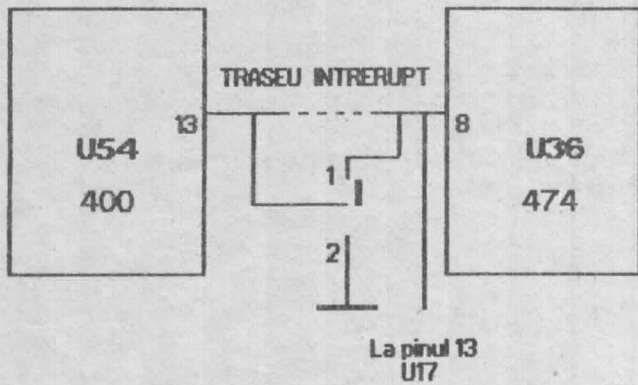 TRASEU INTRERUPT
13
8
U54
400
U36
474
1
2
La pinul 13
U17